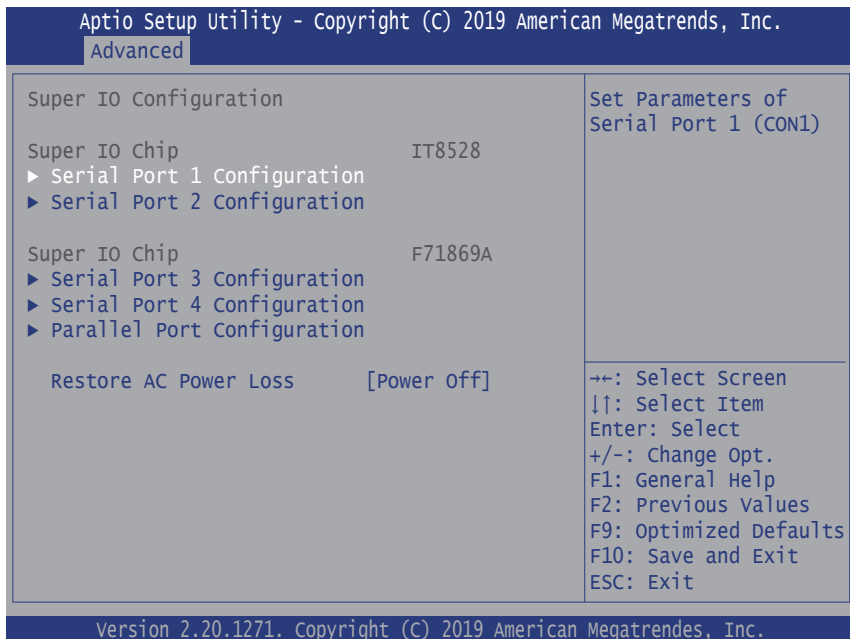 Aptio Setup Utility - Copyright (C) 2019 American Megatrends, Inc.
Advanced
Super IO Configuration
Super IO Chip IT8528
▶ Serial Port 1 Configuration
▶ Serial Port 2 Configuration
Super IO Chip F71869A
▶ Serial Port 3 Configuration
▶ Serial Port 4 Configuration
▶ Parallel Port Configuration
Restore AC Power Loss [Power Off]
Set Parameters of
Serial Port 1 (CON1)
→←: Select Screen
↓↑: Select Item
Enter: Select
+/-: Change Opt.
F1: General Help
F2: Previous Values
F9: Optimized Defaults
F10: Save and Exit
ESC: Exit
Version 2.20.1271. Copyright (C) 2019 American Megatrendes, Inc.